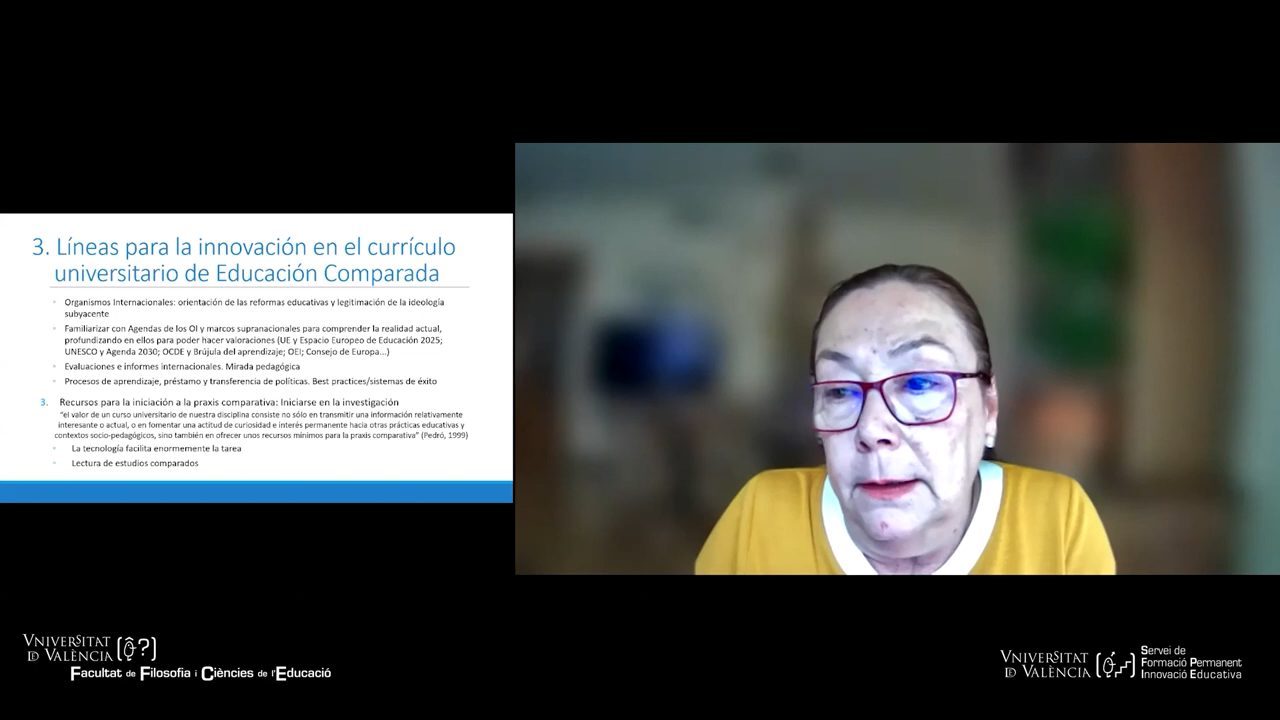 3. Líneas para la innovación en el currículo
universitario de Educación Comparada
Organismos Internacionales: orientación de las reformas educativas y legitimación de la ideología
subyacente
Familiarizar con Agendas de los OI y marcos supranacionales para comprender la realidad actual,
profundizando en ellos para poder hacer valoraciones (UE y Espacio Europeo de Educación 2025;
UNESCO y Agenda 2030; OCDE y Brújula del aprendizaje; OEI; Consejo de Europa...)
Evaluaciones e informes internacionales. Mirada pedagógica
Procesos de aprendizaje, préstamo y transferencia de políticas. Best practices/sistemas de éxito
3. Recursos para la iniciación a la praxis comparativa: Iniciarse en la investigación
"el valor de un curso universitario de nuestra disciplina consiste no sólo en transmitir una información relativamente
interesante o actual, o en fomentar una actitud de curiosidad e interés permanente hacia otras prácticas educativas y
contextos socio-pedagógicos, sino también en ofrecer unos recursos mínimos para la praxis comparativa" (Pedró, 1999)
La tecnología facilita enormemente la tarea
Lectura de estudios comparados
VNIVERSITAT
ID VALÈNCIA
Facultat de Filosofia i Ciències de l'Educació
VNIVERSITAT
ID VALÈNCIA
Servei de
Formació Permanent
Innovació Educativa